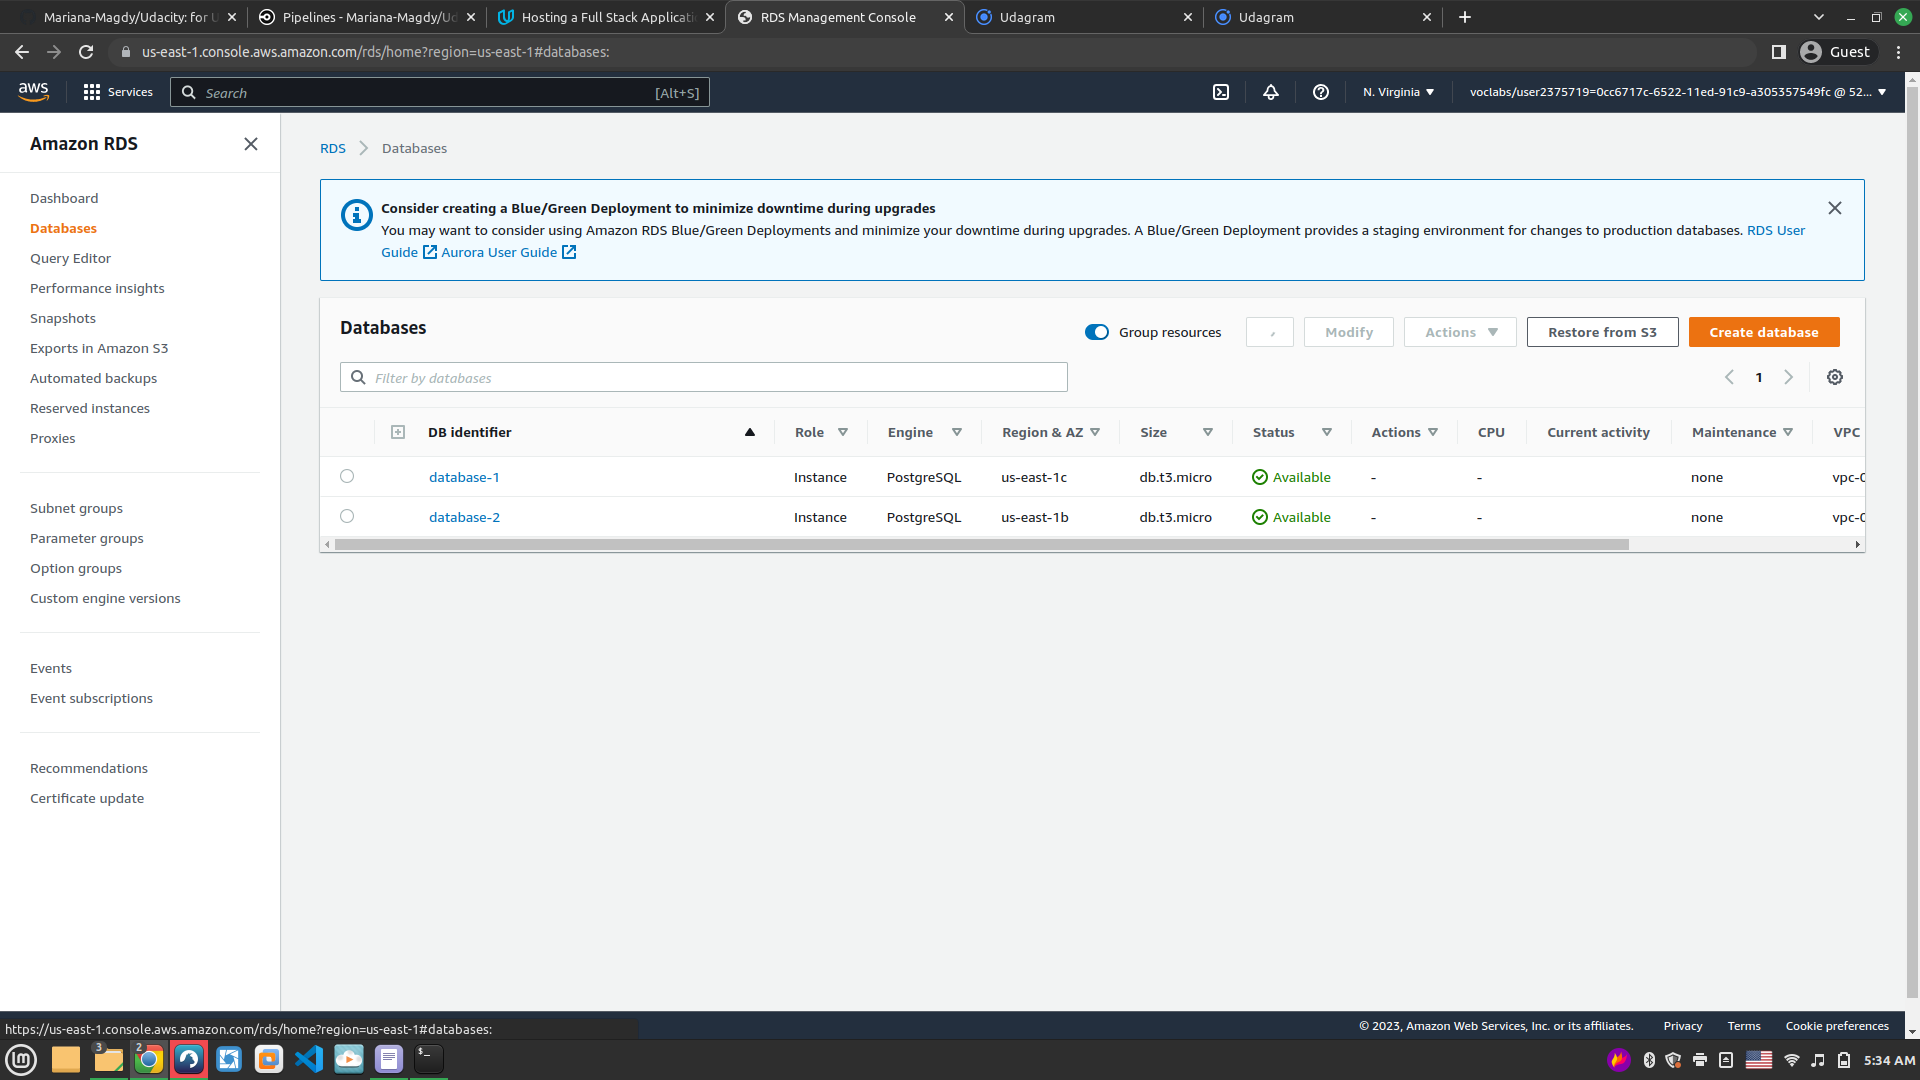 Mariana-Magdy/Udacity: for U
Pipelines - Mariana-Magdy/Ud
Hosting a Full Stack Applicati
RDS Management Console
Udagram
Udagram
us-east-1.console.aws.amazon.com/rds/home?region=us-east-1#databases:
Guest
aws
Services
Search
[Alt+S]
N. Virginia
voclabs/user2375719=0cc6717c-6522-11ed-91c9-a305357549fc @ 52...
Amazon RDS
Dashboard
Databases
Query Editor
Performance insights
Snapshots
Exports in Amazon S3
Automated backups
Reserved instances
Proxies
Subnet groups
Parameter groups
Option groups
Custom engine versions
Events
Event subscriptions
Recommendations
Certificate update
RDS
Databases
Consider creating a Blue/Green Deployment to minimize downtime during upgrades
You may want to consider using Amazon RDS Blue/Green Deployments and minimize your downtime during upgrades. A Blue/Green Deployment provides a staging environment for changes to production databases. RDS User
Guide Aurora User Guide
Databases
Group resources
Modify
Actions
Restore from S3
Create database
Filter by databases
1
DB identifier Role Engine Region & AZ Size Status Actions CPU Current activity Maintenance VPC
database-1 Instance PostgreSQL us-east-1c db.t3.micro Available - - none vpc-0
database-2 Instance PostgreSQL us-east-1b db.t3.micro Available - - none vpc-0
https://us-east-1.console.aws.amazon.com/rds/home?region=us-east-1#databases:
© 2023, Amazon Web Services, Inc. or its affiliates.
Privacy
Terms
Cookie preferences
lm
3
2
$_
5:34 AM